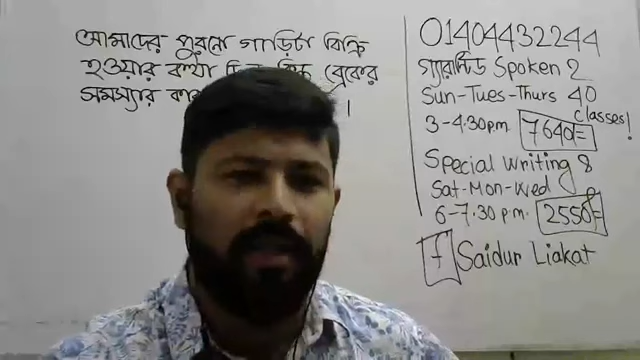 আমাদের পুরনো গাড়িটা বিক্রি
হওয়ার কথা ছিল কিন্তু ব্রেকের
সমস্যার
।
01404432244
গ্যারান্টিড Spoken 2
Sun-Tues-Thurs 40
classes!
3-4.30pm 7640/=
Special Writing 8
Sat-Mon-Wed
6-7.30 pm. 2550/=
f Saidur Liakat